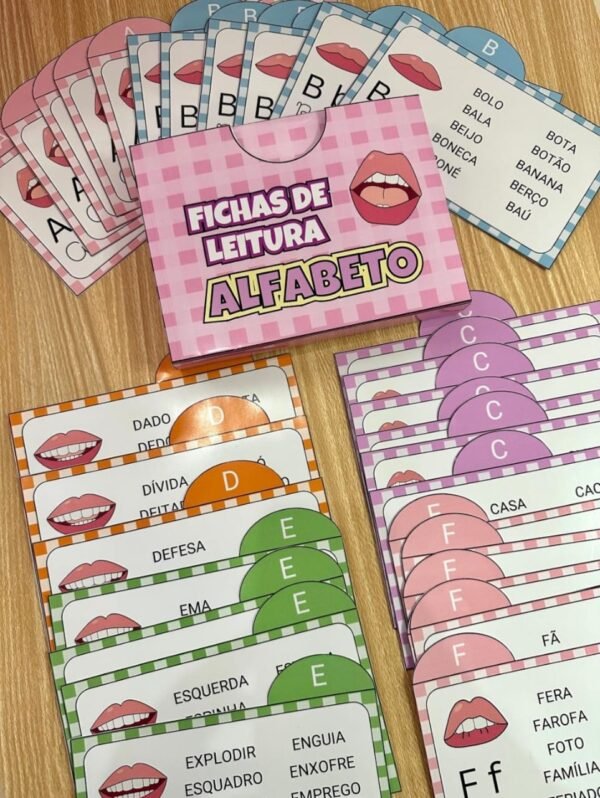 A
B
B
B
B
B
BOLO
BALA
BEIJO
BONECA
BOTA
BOTÃO
BANANA
BERÇO
BAÚ
A
B
B
B
B
B
FICHAS DE
LEITURA
ALFABETO
C
C
C
C
C
D
DADO
D
DÍVIDA
DEFESA
E
E
EMA
E
E
ESQUERDA
EXPLODIR
ESQUADRO
ENGUIA
ENXOFRE
EMPREGO
CASA
F
F
F
F
F
FÃ
F f
FERA
FAROFA
FOTO
FAMÍLIA